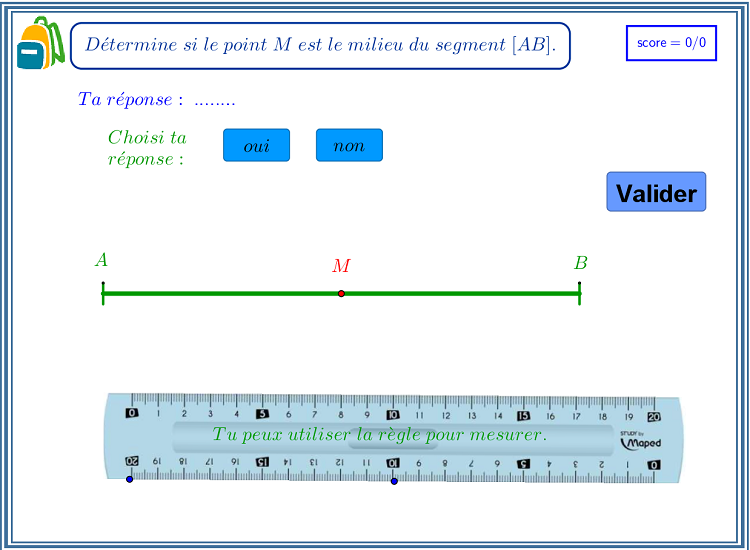 Détermine si le point M est le milieu du segment [AB].
score = 0/0
Ta réponse : ........
Choisi ta
réponse :
oui non
Valider
A M B
0 1 2 3 4 5 6 7 8 9 10 11 12 13 14 15 16 17 18 19 20
Tu peux utiliser la règle pour mesurer.
STUDY by
Maped
20 19 18 17 16 15 14 13 12 11 10 9 8 7 6 5 4 3 2 1 0